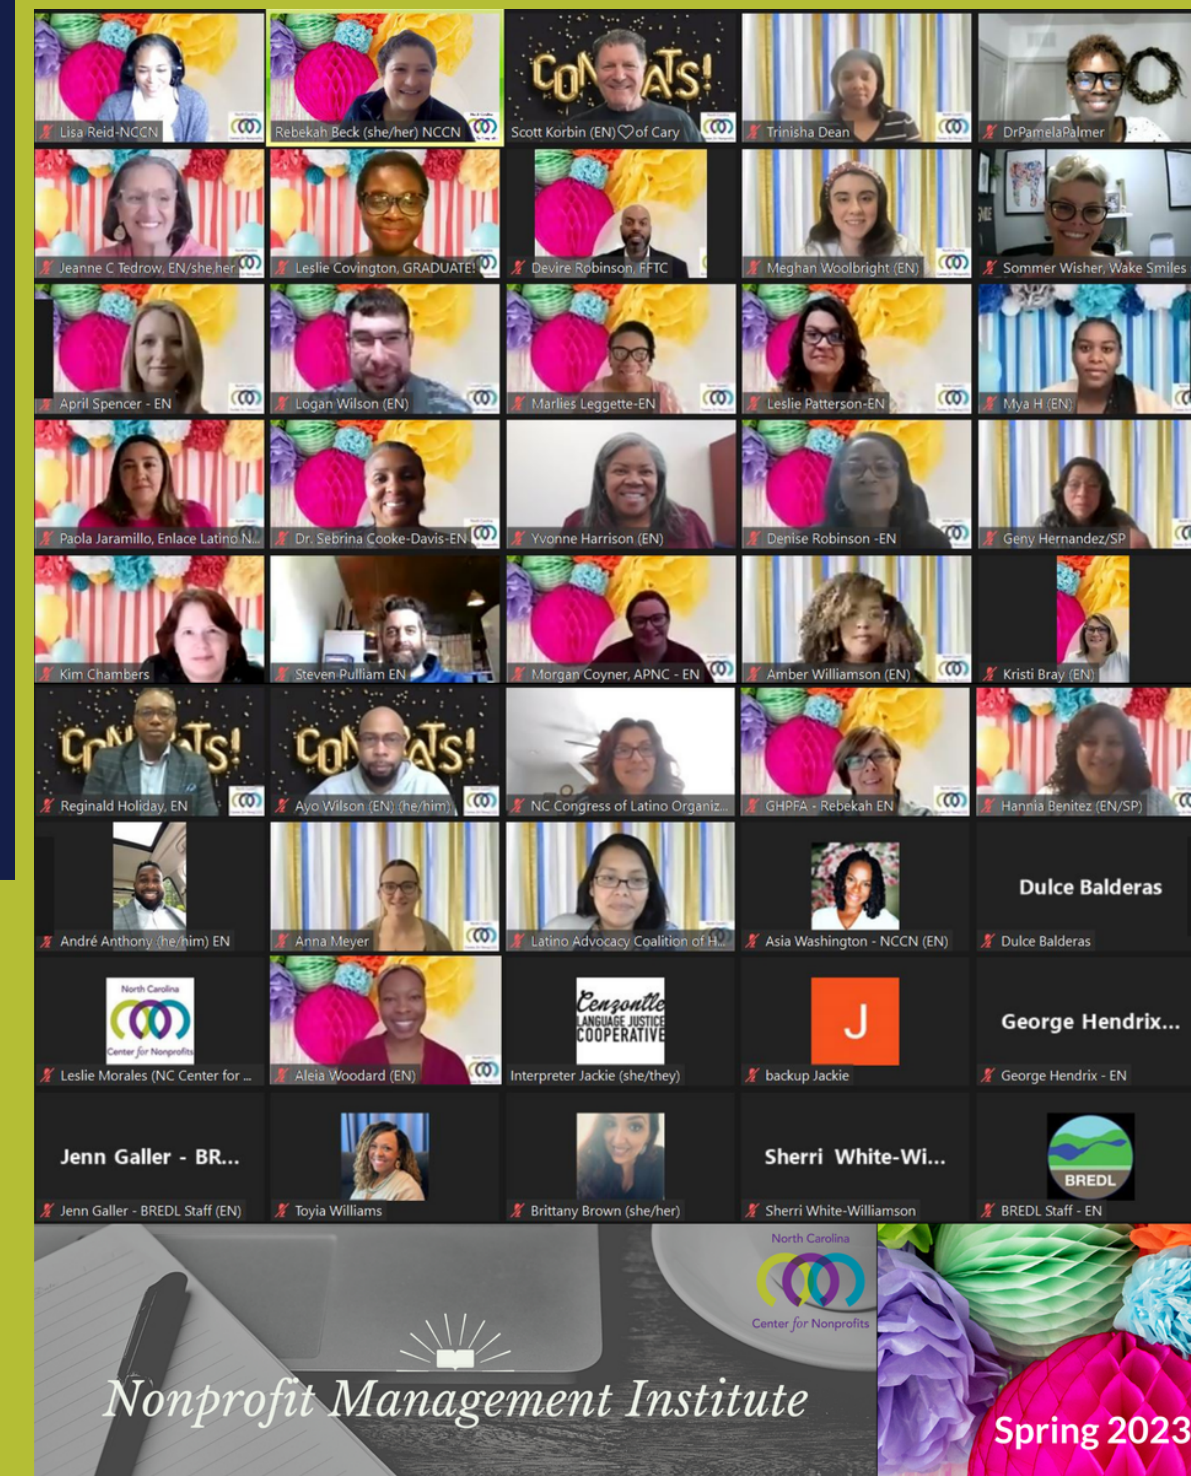 Lisa Reid-NCCN
Rebekah Beck (she/her) NCCN
CONGRATS!
Scott Korbin (EN)♡of Cary
Trinisha Dean
DrPamelaPalmer
Jeanne C Tedrow, EN/she,her
Leslie Covington, GRADUATE!
Devire Robinson, FFTC
Meghan Woolbright (EN)
Sommer Wisher, Wake Smiles
April Spencer - EN
Logan Wilson (EN)
Marlies Leggette-EN
Leslie Patterson-EN
Mya H (EN)
Paola Jaramillo, Enlace Latino N...
Dr. Sebrina Cooke-Davis-EN
Yvonne Harrison (EN)
Denise Robinson -EN
Geny Hernandez/SP
Kim Chambers
Steven Pulliam EN
Morgan Coyner, APNC - EN
Amber Williamson (EN)
Kristi Bray (EN)
Reginald Holiday, EN
Ayo Wilson (EN) (he/him)
NC Congress of Latino Organiz...
GHPFA - Rebekah EN
Hannia Benitez (EN/SP)
André Anthony (he/him) EN
Anna Meyer
Latino Advocacy Coalition of H...
Asia Washington - NCCN (EN)
Dulce Balderas
Dulce Balderas
North Carolina
Center for Nonprofits
Leslie Morales (NC Center for ...
Aleia Woodard (EN)
Cenzontle
LANGUAGE JUSTICE
COOPERATIVE
Interpreter Jackie (she/they)
J
backup Jackie
George Hendrix...
George Hendrix - EN
Jenn Galler - BR...
Jenn Galler - BREDL Staff (EN)
Toyia Williams
Brittany Brown (she/her)
Sherri White-Wi...
Sherri White-Williamson
BREDL
BREDL Staff - EN
North Carolina
Center for Nonprofits
Nonprofit Management Institute
Spring 2023